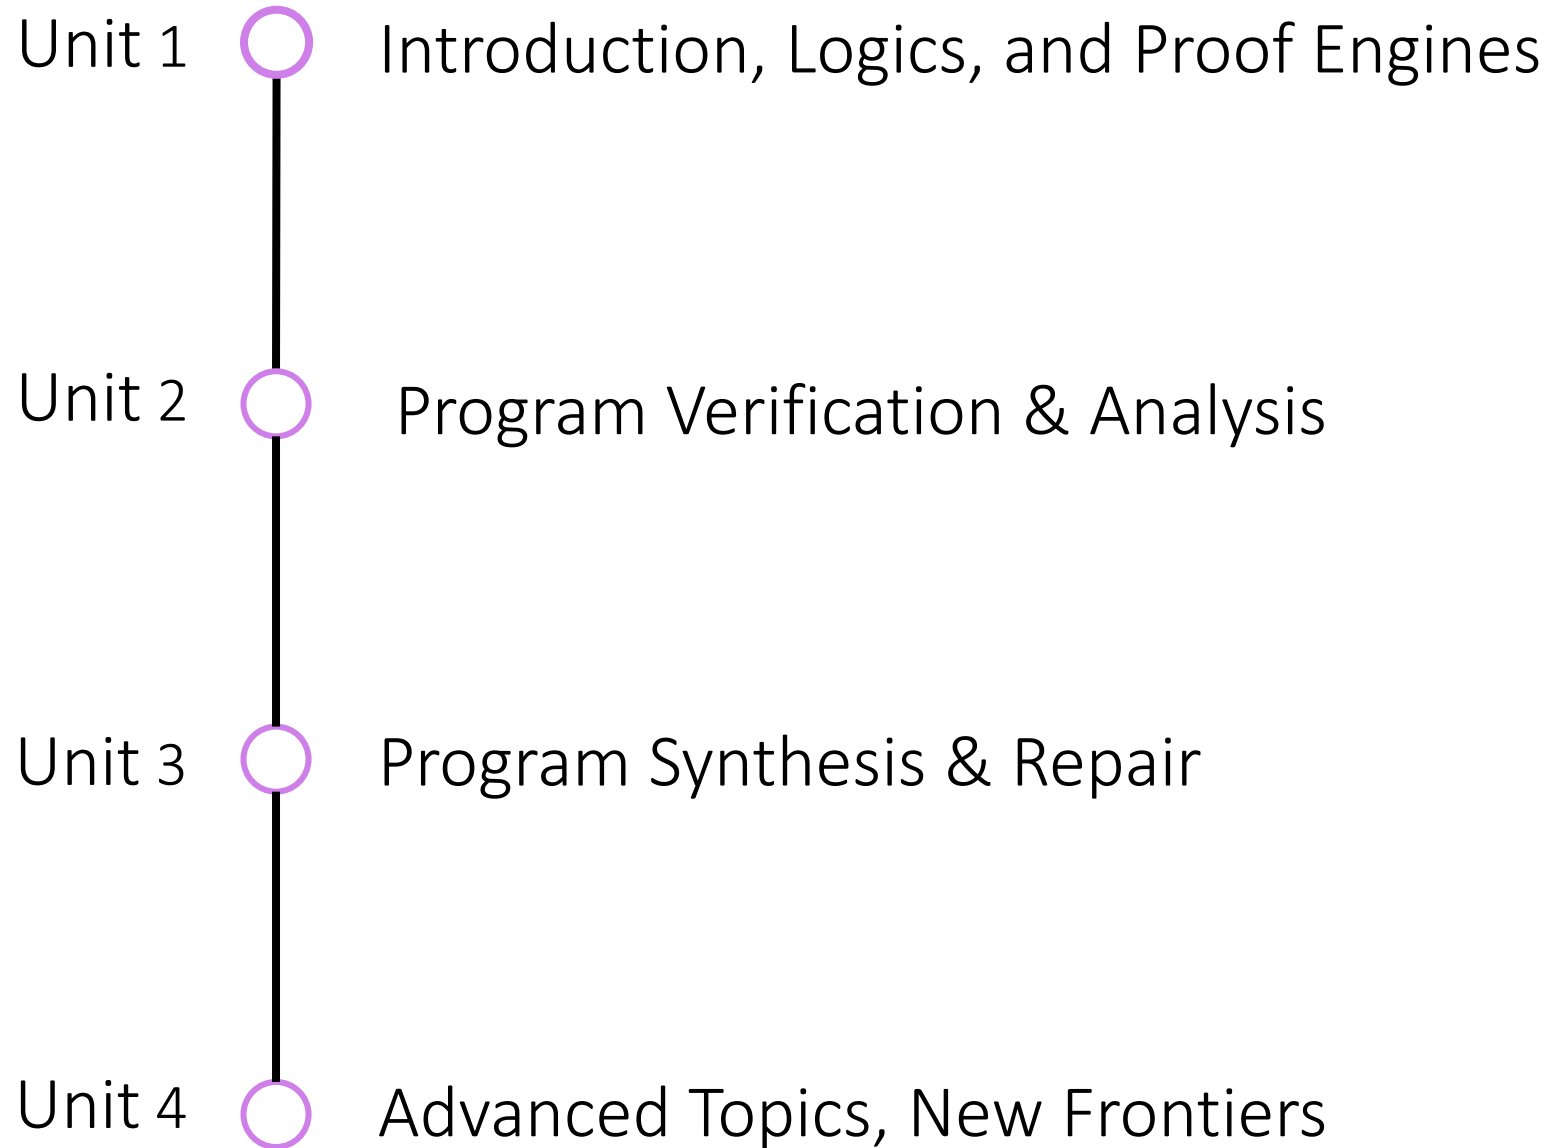 Unit 1 Introduction, Logics, and Proof Engines
Unit 2 Program Verification & Analysis
Unit 3 Program Synthesis & Repair
Unit 4 Advanced Topics, New Frontiers